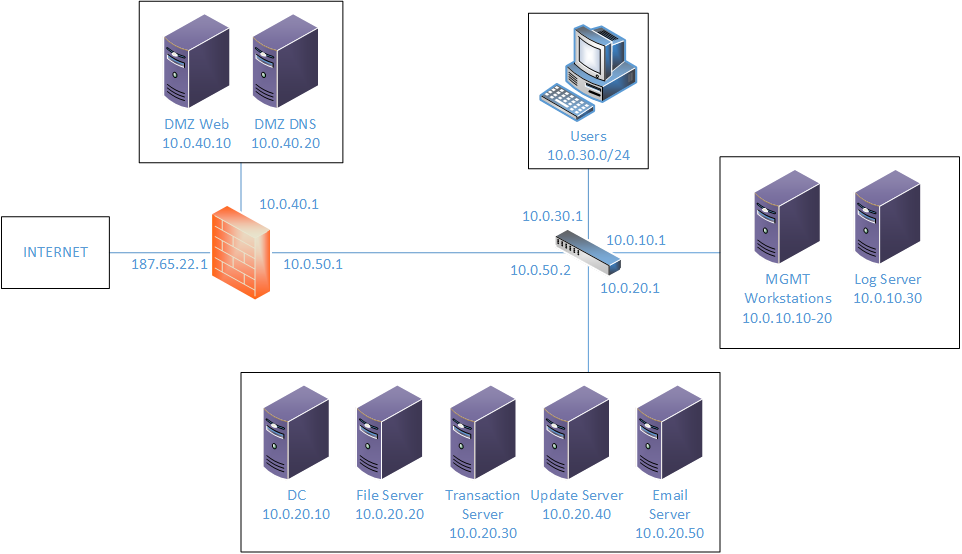 DMZ Web
10.0.40.10
DMZ DNS
10.0.40.20
Users
10.0.30.0/24
10.0.40.1
INTERNET
187.65.22.1
10.0.50.1
10.0.30.1
10.0.10.1
10.0.50.2
10.0.20.1
MGMT
Workstations
10.0.10.10-20
Log Server
10.0.10.30
DC
10.0.20.10
File Server
10.0.20.20
Transaction
Server
10.0.20.30
Update Server
10.0.20.40
Email
Server
10.0.20.50